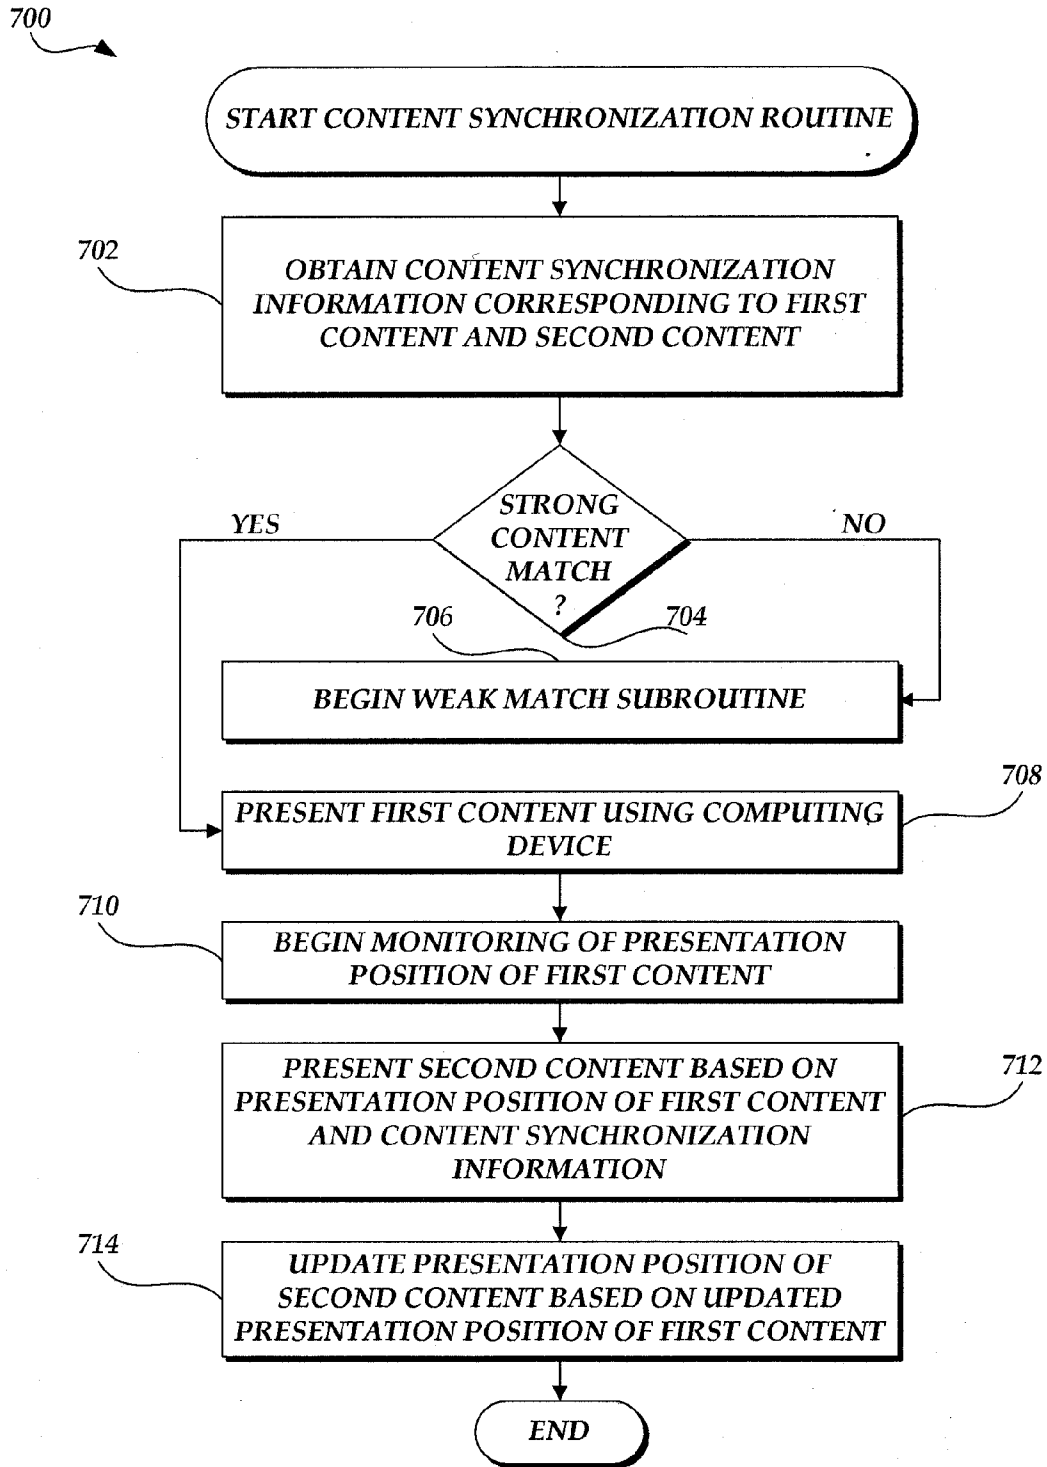 700
START CONTENT SYNCHRONIZATION ROUTINE
702
OBTAIN CONTENT SYNCHRONIZATION
INFORMATION CORRESPONDING TO FIRST
CONTENT AND SECOND CONTENT
STRONG
CONTENT
MATCH
?
YES
NO
706
704
BEGIN WEAK MATCH SUBROUTINE
708
PRESENT FIRST CONTENT USING COMPUTING
DEVICE
710
BEGIN MONITORING OF PRESENTATION
POSITION OF FIRST CONTENT
712
PRESENT SECOND CONTENT BASED ON
PRESENTATION POSITION OF FIRST CONTENT
AND CONTENT SYNCHRONIZATION
INFORMATION
714
UPDATE PRESENTATION POSITION OF
SECOND CONTENT BASED ON UPDATED
PRESENTATION POSITION OF FIRST CONTENT
END